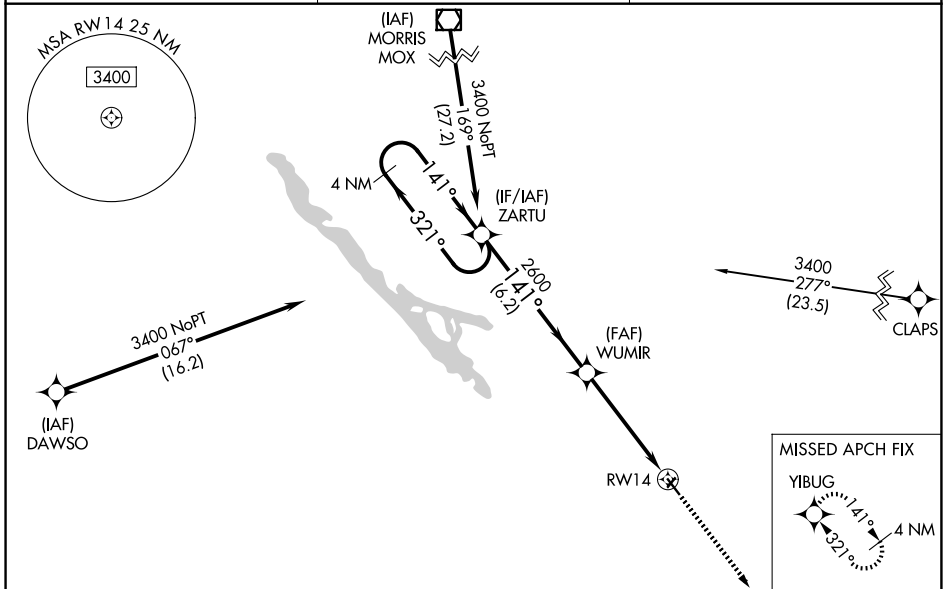 MSA RW14 25 NM
3400
(IAF)
MORRIS
MOX
3400 NoPT
169°
(27.2)
4 NM
141°
321°
(IF/IAF)
ZARTU
2600
141°
(6.2)
3400
277°
(23.5)
CLAPS
(FAF)
WUMIR
3400 NoPT
067°
(16.2)
(IAF)
DAWSO
RW14
MISSED APCH FIX
YIBUG
141°
321°
4 NM